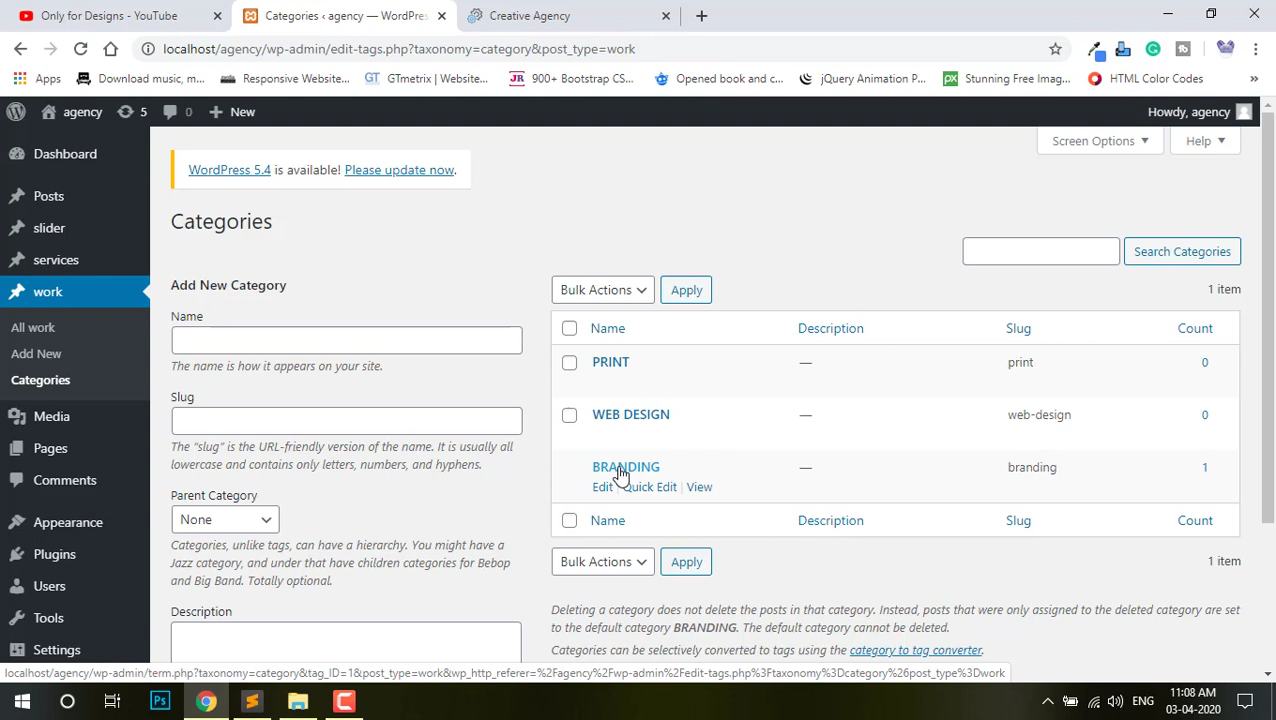 Only for Designs - YouTube
Categories ‹ agency — WordPres
Creative Agency
localhost/agency/wp-admin/edit-tags.php?taxonomy=category&post_type=work
Apps
Download music, m...
Responsive Website...
GT
GTmetrix | Website...
JR
900+ Bootstrap CS...
Opened book and c...
jQuery Animation P...
px
Stunning Free Imag...
HTML Color Codes
»
agency
5
0
New
Howdy, agency
Dashboard
Posts
slider
services
work
All work
Add New
Categories
Media
Pages
Comments
Appearance
Plugins
Users
Tools
Settings
Screen Options
Help
WordPress 5.4 is available! Please update now.
Categories
Search Categories
Add New Category
Name
The name is how it appears on your site.
Slug
The “slug” is the URL-friendly version of the name. It is usually all
lowercase and contains only letters, numbers, and hyphens.
Parent Category
None
Categories, unlike tags, can have a hierarchy. You might have a
Jazz category, and under that have children categories for Bebop
and Big Band. Totally optional.
Description
Bulk Actions
Apply
1 item
Name Description Slug Count
PRINT — print 0
WEB DESIGN — web-design 0
BRANDING — branding 1
Edit | Quick Edit | View
Name Description Slug Count
Bulk Actions
Apply
1 item
Deleting a category does not delete the posts in that category. Instead, posts that were only assigned to the deleted category are set
to the default category BRANDING. The default category cannot be deleted.
Categories can be selectively converted to tags using the category to tag converter.
localhost/agency/wp-admin/term.php?taxonomy=category&tag_ID=1&post_type=work&wp_http_referer=%2Fagency%2Fwp-admin%2Fedit-tags.php%3Ftaxonomy%3Dcategory%26post_type%3Dwork
Ps
ENG
11:08 AM
03-04-2020